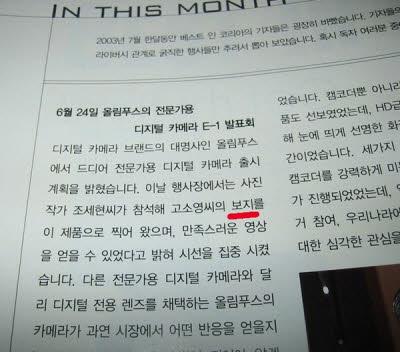 IN THIS MONTH
2003년 7월 한달동안 베스트 인 코리아의 기자들은 굉장히 바빴습니다. 기자들의
라이버시 관계로 굵직한 행사들만 추려서 뽑아 보았습니다. 혹시 독자 여러분 중
6월 24일 올림푸스의 전문가용
디지털 카메라 E-1 발표회
디지털 카메라 브랜드의 대명사인 올림푸스
에서 드디어 전문가용 디지털 카메라 출시
계획을 밝혔습니다. 이날 행사장에서는 사진
작가 조세현씨가 참석해 고소영씨의 보지를
이 제품으로 찍어 왔으며, 만족스러운 영상
을 얻을 수 있었다고 밝혀 시선을 집중 시켰
습니다. 다른 전문가용 디지털 카메라와 달
리 디지털 전용 렌즈를 채택하는 올림푸스의
카메라가 과연 시장에서 어떤 반응을 얻을지
었습니다. 캠코더뿐 아니라
품도 선보였었는데, HD급
해 눈에 띄게 선명한 화
간이었습니다. 세가지
캠코더를 강력하게 미
가 진행되었었는데,
거 참여, 우리나라에
대한 심각한 관심을